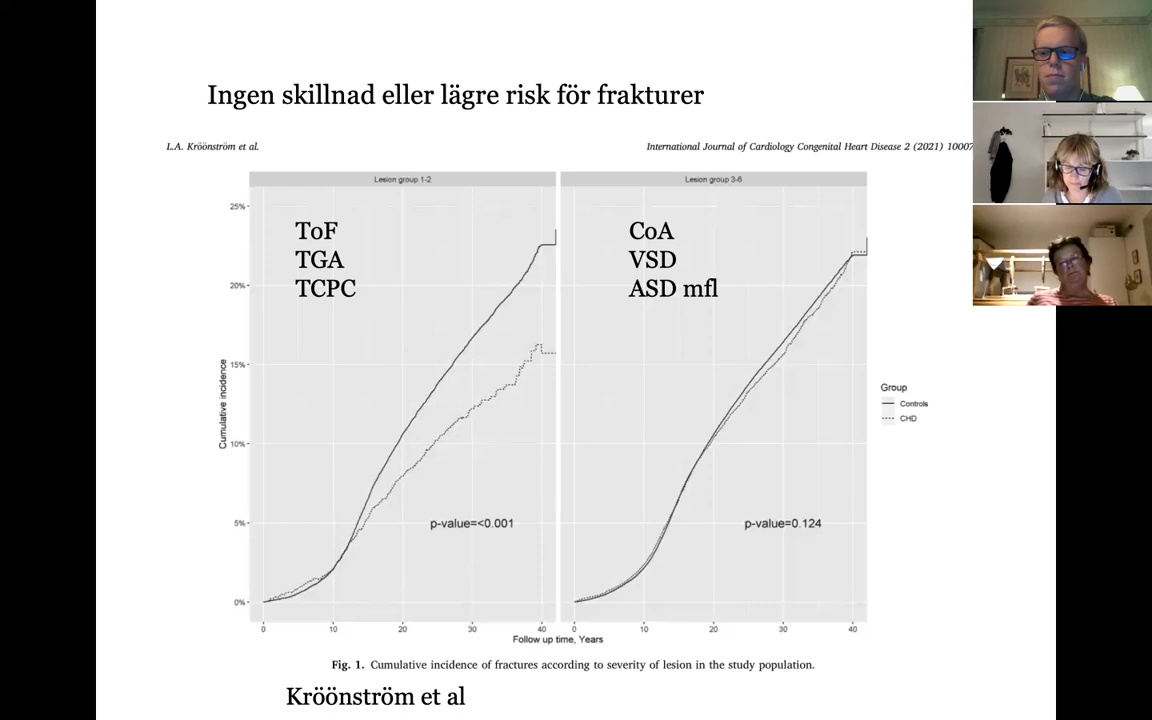 Ingen skillnad eller lägre risk för frakturer
L.A. Kröönström et al.
International Journal of Cardiology Congenital Heart Disease 2 (2021) 10007
Lesion group 1-2
Lesion group 3-6
25%
20%
15%
10%
5%
0%
Cumulative incidence
ToF
TGA
TCPC
p-value=<0.001
CoA
VSD
ASD mfl
p-value=0.124
Group
Controls
CHD
0 10 20 30 40 0 10 20 30 40
Follow up time, Years
Fig. 1. Cumulative incidence of fractures according to severity of lesion in the study population.
Kröönström et al